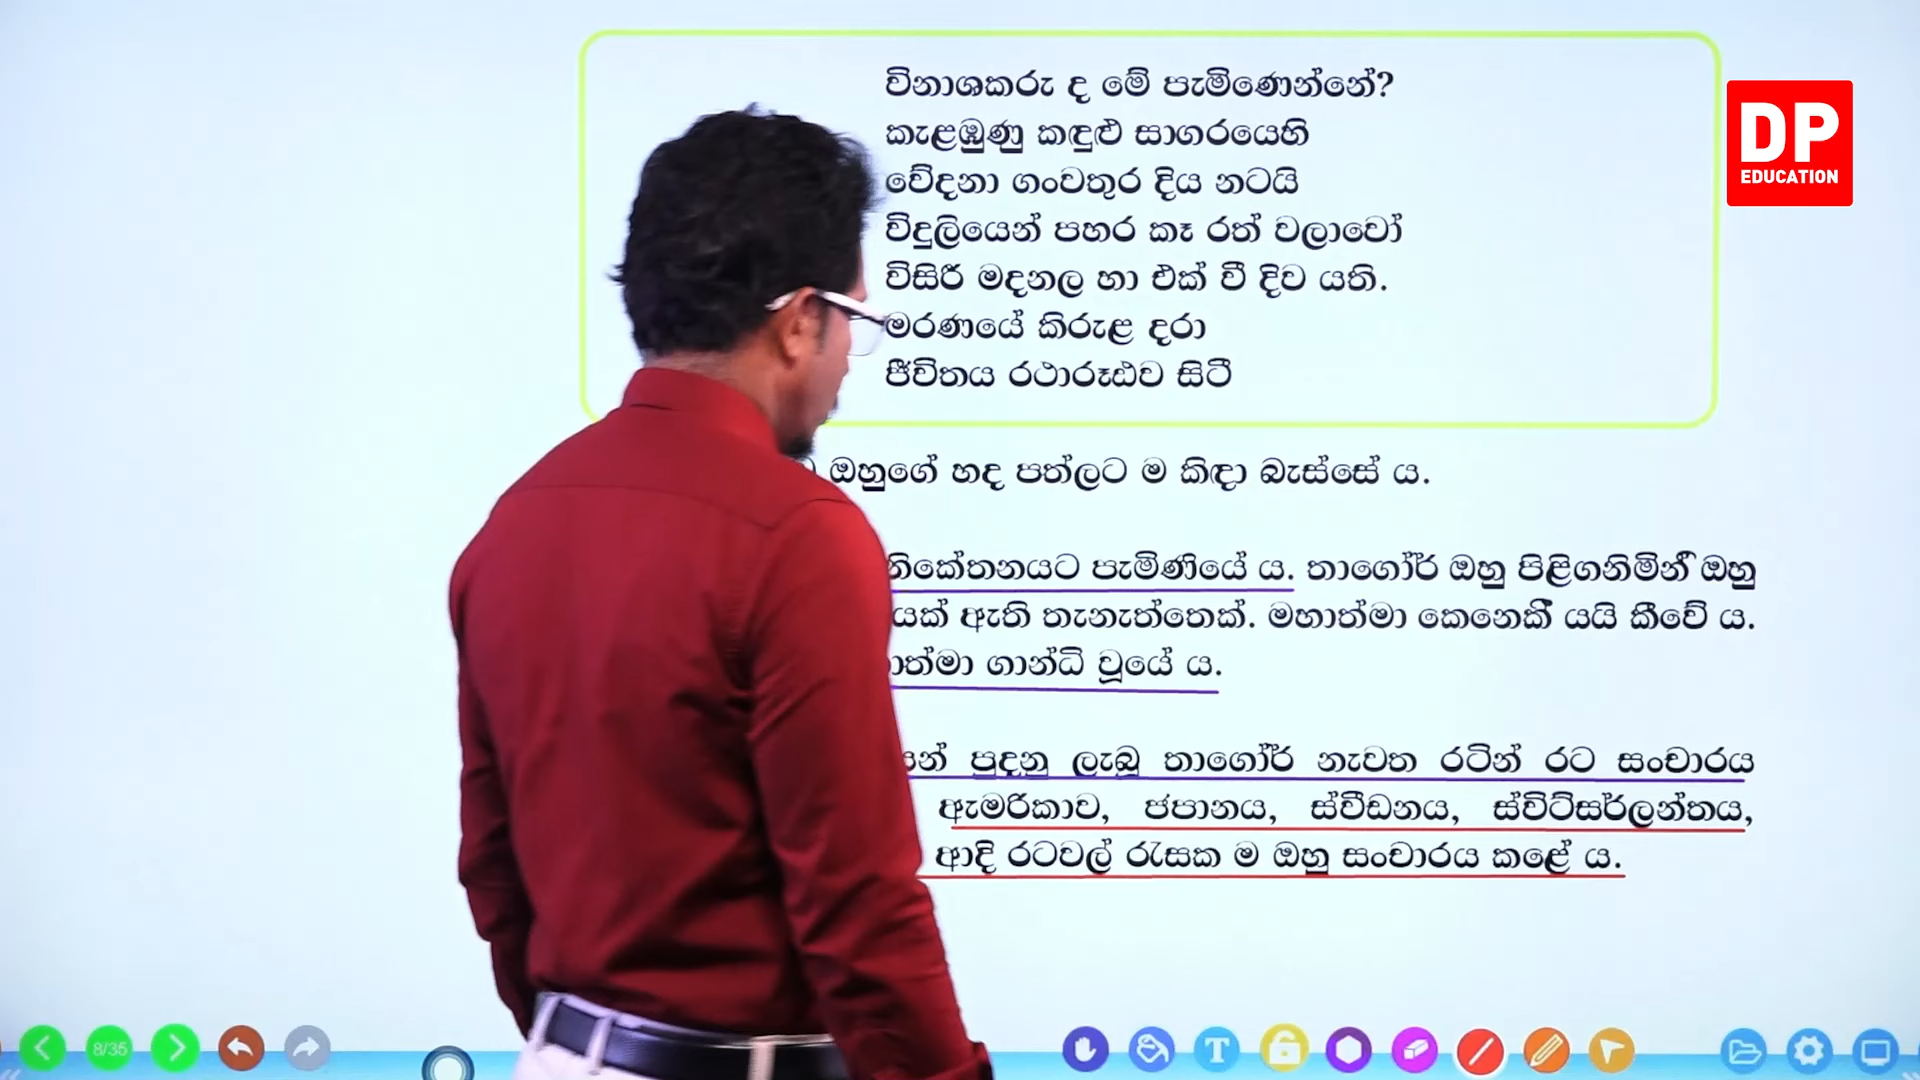 විනාශකරු ද මේ පැමිණෙන්නේ?
කැළඹුණු කඳුළු සාගරයෙහි
වේදනා ගංවතුර දිය නටයි
විදුලියෙන් පහර කෑ රත් වලාවෝ
විසිරී මදනල හා එක් වී දිව යති.
මරණයේ කිරුළ දරා
ජීවිතය රථාරූඪව සිටී
DP
EDUCATION
ඔහුගේ හද පත්ලට ම කිඳා බැස්සේ ය.
පැමිණියේ ය. තාගෝර් ඔහු පිළිගනිමින් 'ඔහු
ඇති තැනැත්තෙක්. මහාත්මා කෙනෙකි' යයි කීවේ ය.
ගාන්ධි වූයේ ය.
පුදනු ලැබූ තාගෝර් නැවත රටින් රට සංචාරය
ඇමරිකාව, ජපානය, ස්වීඩනය, ස්විට්සර්ලන්තය,
ආදි රටවල් රැසක ම ඔහු සංචාරය කළේ ය.
8/35
T